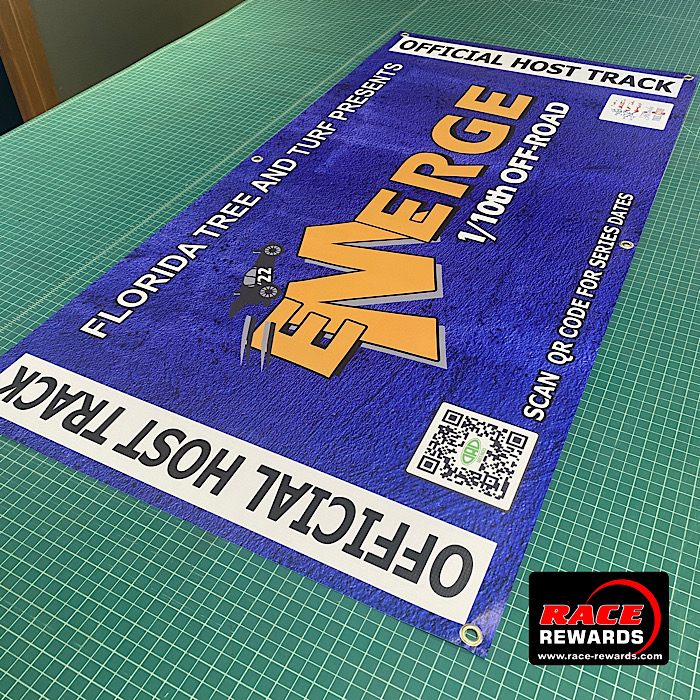 OFFICIAL HOST TRACK
FLORIDA TREE AND TURF PRESENTS
EMERGE
1/10th OFF-ROAD
'22
SCAN QR CODE FOR SERIES DATES
OFFICIAL HOST TRACK
RACE
REWARDS
www.race-rewards.com